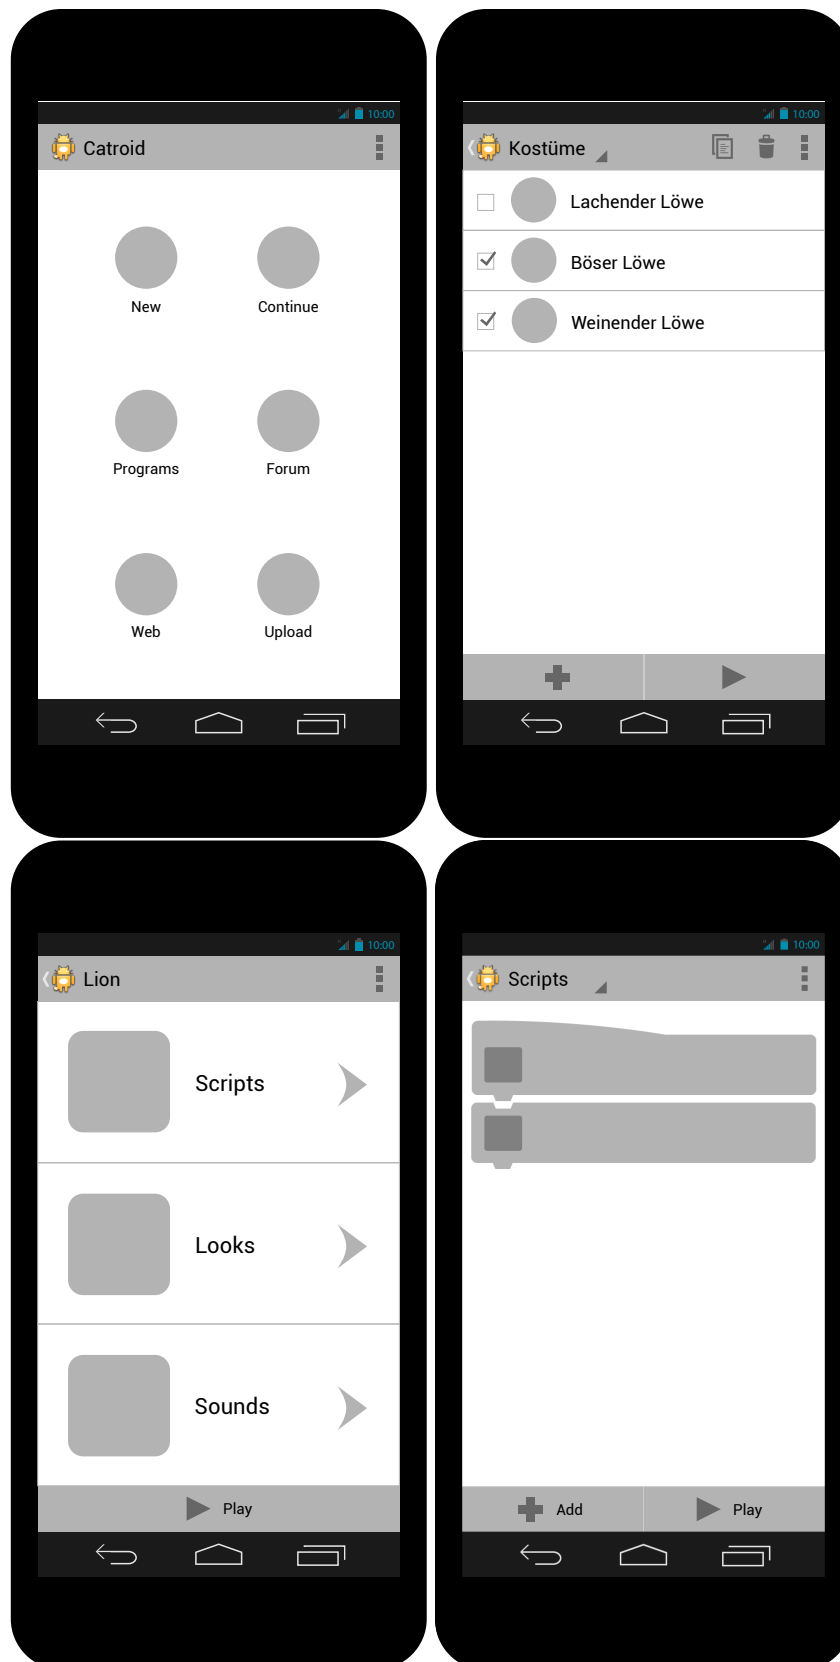 10:00
Catroid
New Continue
Programs Forum
Web Upload
10:00
Kostüme
Lachender Löwe
Böser Löwe
Weinender Löwe
10:00
Lion
Scripts
Looks
Sounds
Play
10:00
Scripts
Add Play